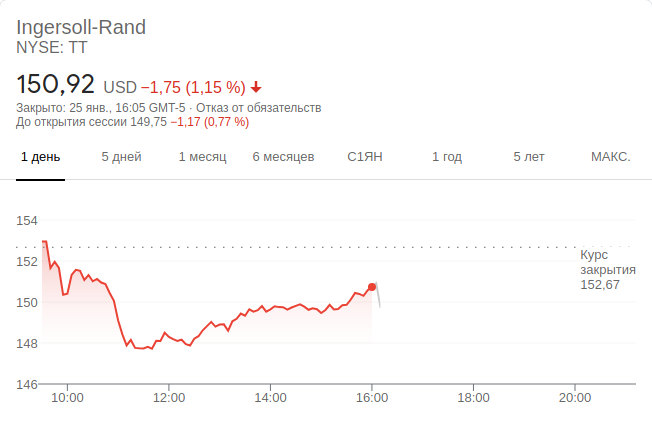 Ingersoll-Rand
NYSE: TT
150,92 USD −1,75 (1,15 %)
Закрыто: 25 янв., 16:05 GMT-5 · Отказ от обязательств
До открытия сессии 149,75 −1,17 (0,77 %)
1 день 5 дней 1 месяц 6 месяцев С1ЯН 1 год 5 лет МАКС.
154
152
150
148
146
Курс
закрытия
152,67
10:00 12:00 14:00 16:00 18:00 20:00